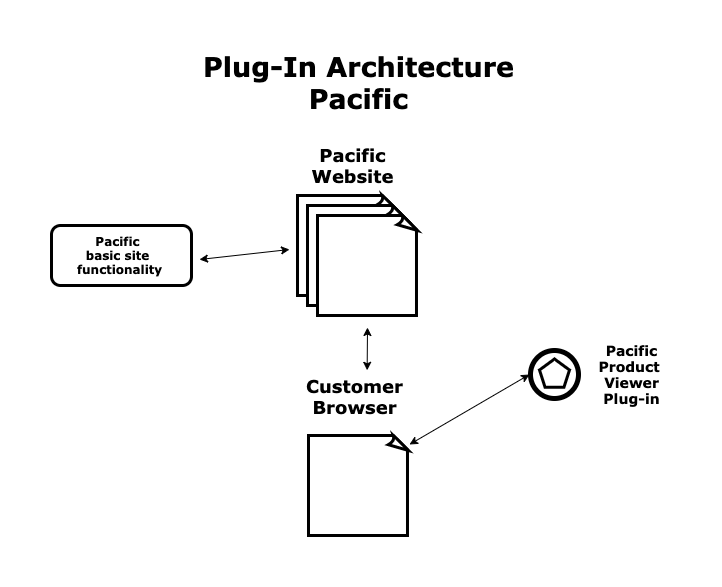 Plug-In Architecture
Pacific
Pacific
Website
Pacific
basic site
functionality
Pacific
Product
Viewer
Plug-in
Customer
Browser